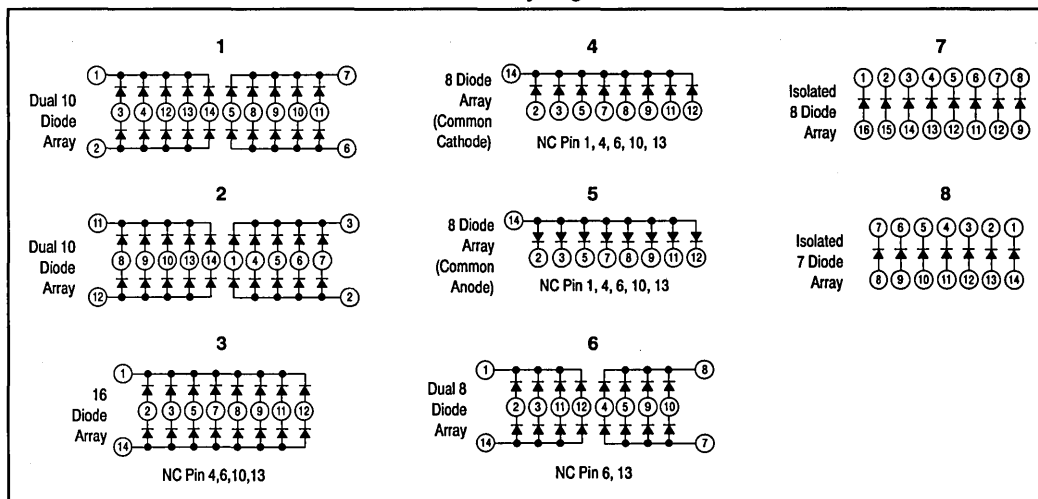 1
1 7
Dual 10
Diode
Array
3 4 12 13 14 5 8 9 10 11
2 6
2
11 3
Dual 10
Diode
Array
8 9 10 13 14 1 4 5 6 7
12 2
3
1
16
Diode
Array
2 3 5 7 8 9 11 12
14
NC Pin 4,6,10,13
4
14
8 Diode
Array
(Common
Cathode)
2 3 5 7 8 9 11 12
NC Pin 1, 4, 6, 10, 13
5
14
8 Diode
Array
(Common
Anode)
2 3 5 7 8 9 11 12
NC Pin 1, 4, 6, 10, 13
6
1 8
Dual 8
Diode
Array
2 3 11 12 4 5 9 10
14 7
NC Pin 6, 13
7
1 2 3 4 5 6 7 8
Isolated
8 Diode
Array
16 15 14 13 12 11 12 9
8
7 6 5 4 3 2 1
Isolated
7 Diode
Array
8 9 10 11 12 13 14